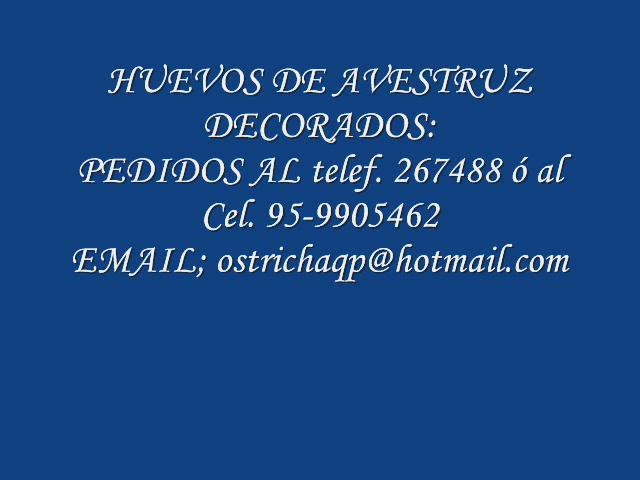 HUEVOS DE AVESTRUZ
DECORADOS:
PEDIDOS AL telef. 267488 ó al
Cel. 95-9905462
EMAIL; ostrichaqp@hotmail.com